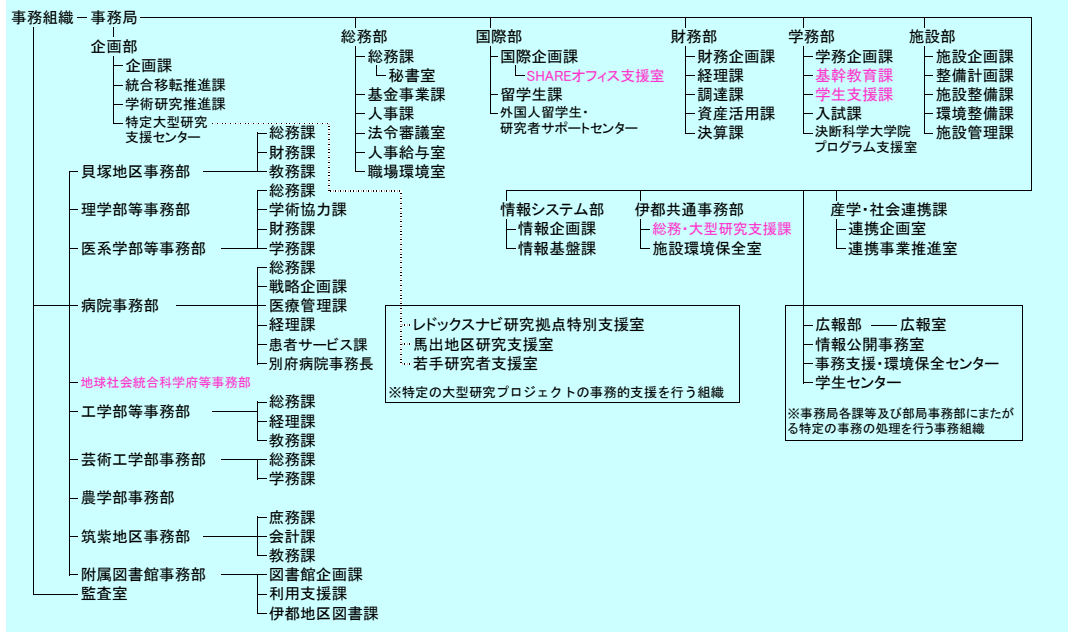 事務組織
事務局
企画部
企画課
統合移転推進課
学術研究推進課
特定大型研究
支援センター
総務部
総務課
秘書室
基金事業課
人事課
法令審議室
人事給与室
職場環境室
国際部
国際企画課
SHAREオフィス支援室
留学生課
外国人留学生・
研究者サポートセンター
財務部
財務企画課
経理課
調達課
資産活用課
決算課
学務部
学務企画課
基幹教育課
学生支援課
入試課
決断科学大学院
プログラム支援室
施設部
施設企画課
整備計画課
施設整備課
環境整備課
施設管理課
情報システム部
情報企画課
情報基盤課
伊都共通事務部
総務・大型研究支援課
施設環境保全室
産学・社会連携課
連携企画室
連携事業推進室
貝塚地区事務部
総務課
財務課
教務課
理学部等事務部
医系学部等事務部
総務課
学術協力課
財務課
学務課
病院事務部
総務課
戦略企画課
医療管理課
経理課
患者サービス課
別府病院事務長
レドックスナビ研究拠点特別支援室
馬出地区研究支援室
若手研究者支援室
※特定の大型研究プロジェクトの事務的支援を行う組織
広報部
広報室
情報公開事務室
事務支援・環境保全センター
学生センター
※事務局各課等及び部局事務部にまたが
る特定の事務の処理を行う事務組織
地球社会統合科学府等事務部
工学部等事務部
総務課
経理課
教務課
芸術工学部事務部
総務課
学務課
農学部事務部
筑紫地区事務部
庶務課
会計課
教務課
附属図書館事務部
図書館企画課
利用支援課
伊都地区図書課
監査室